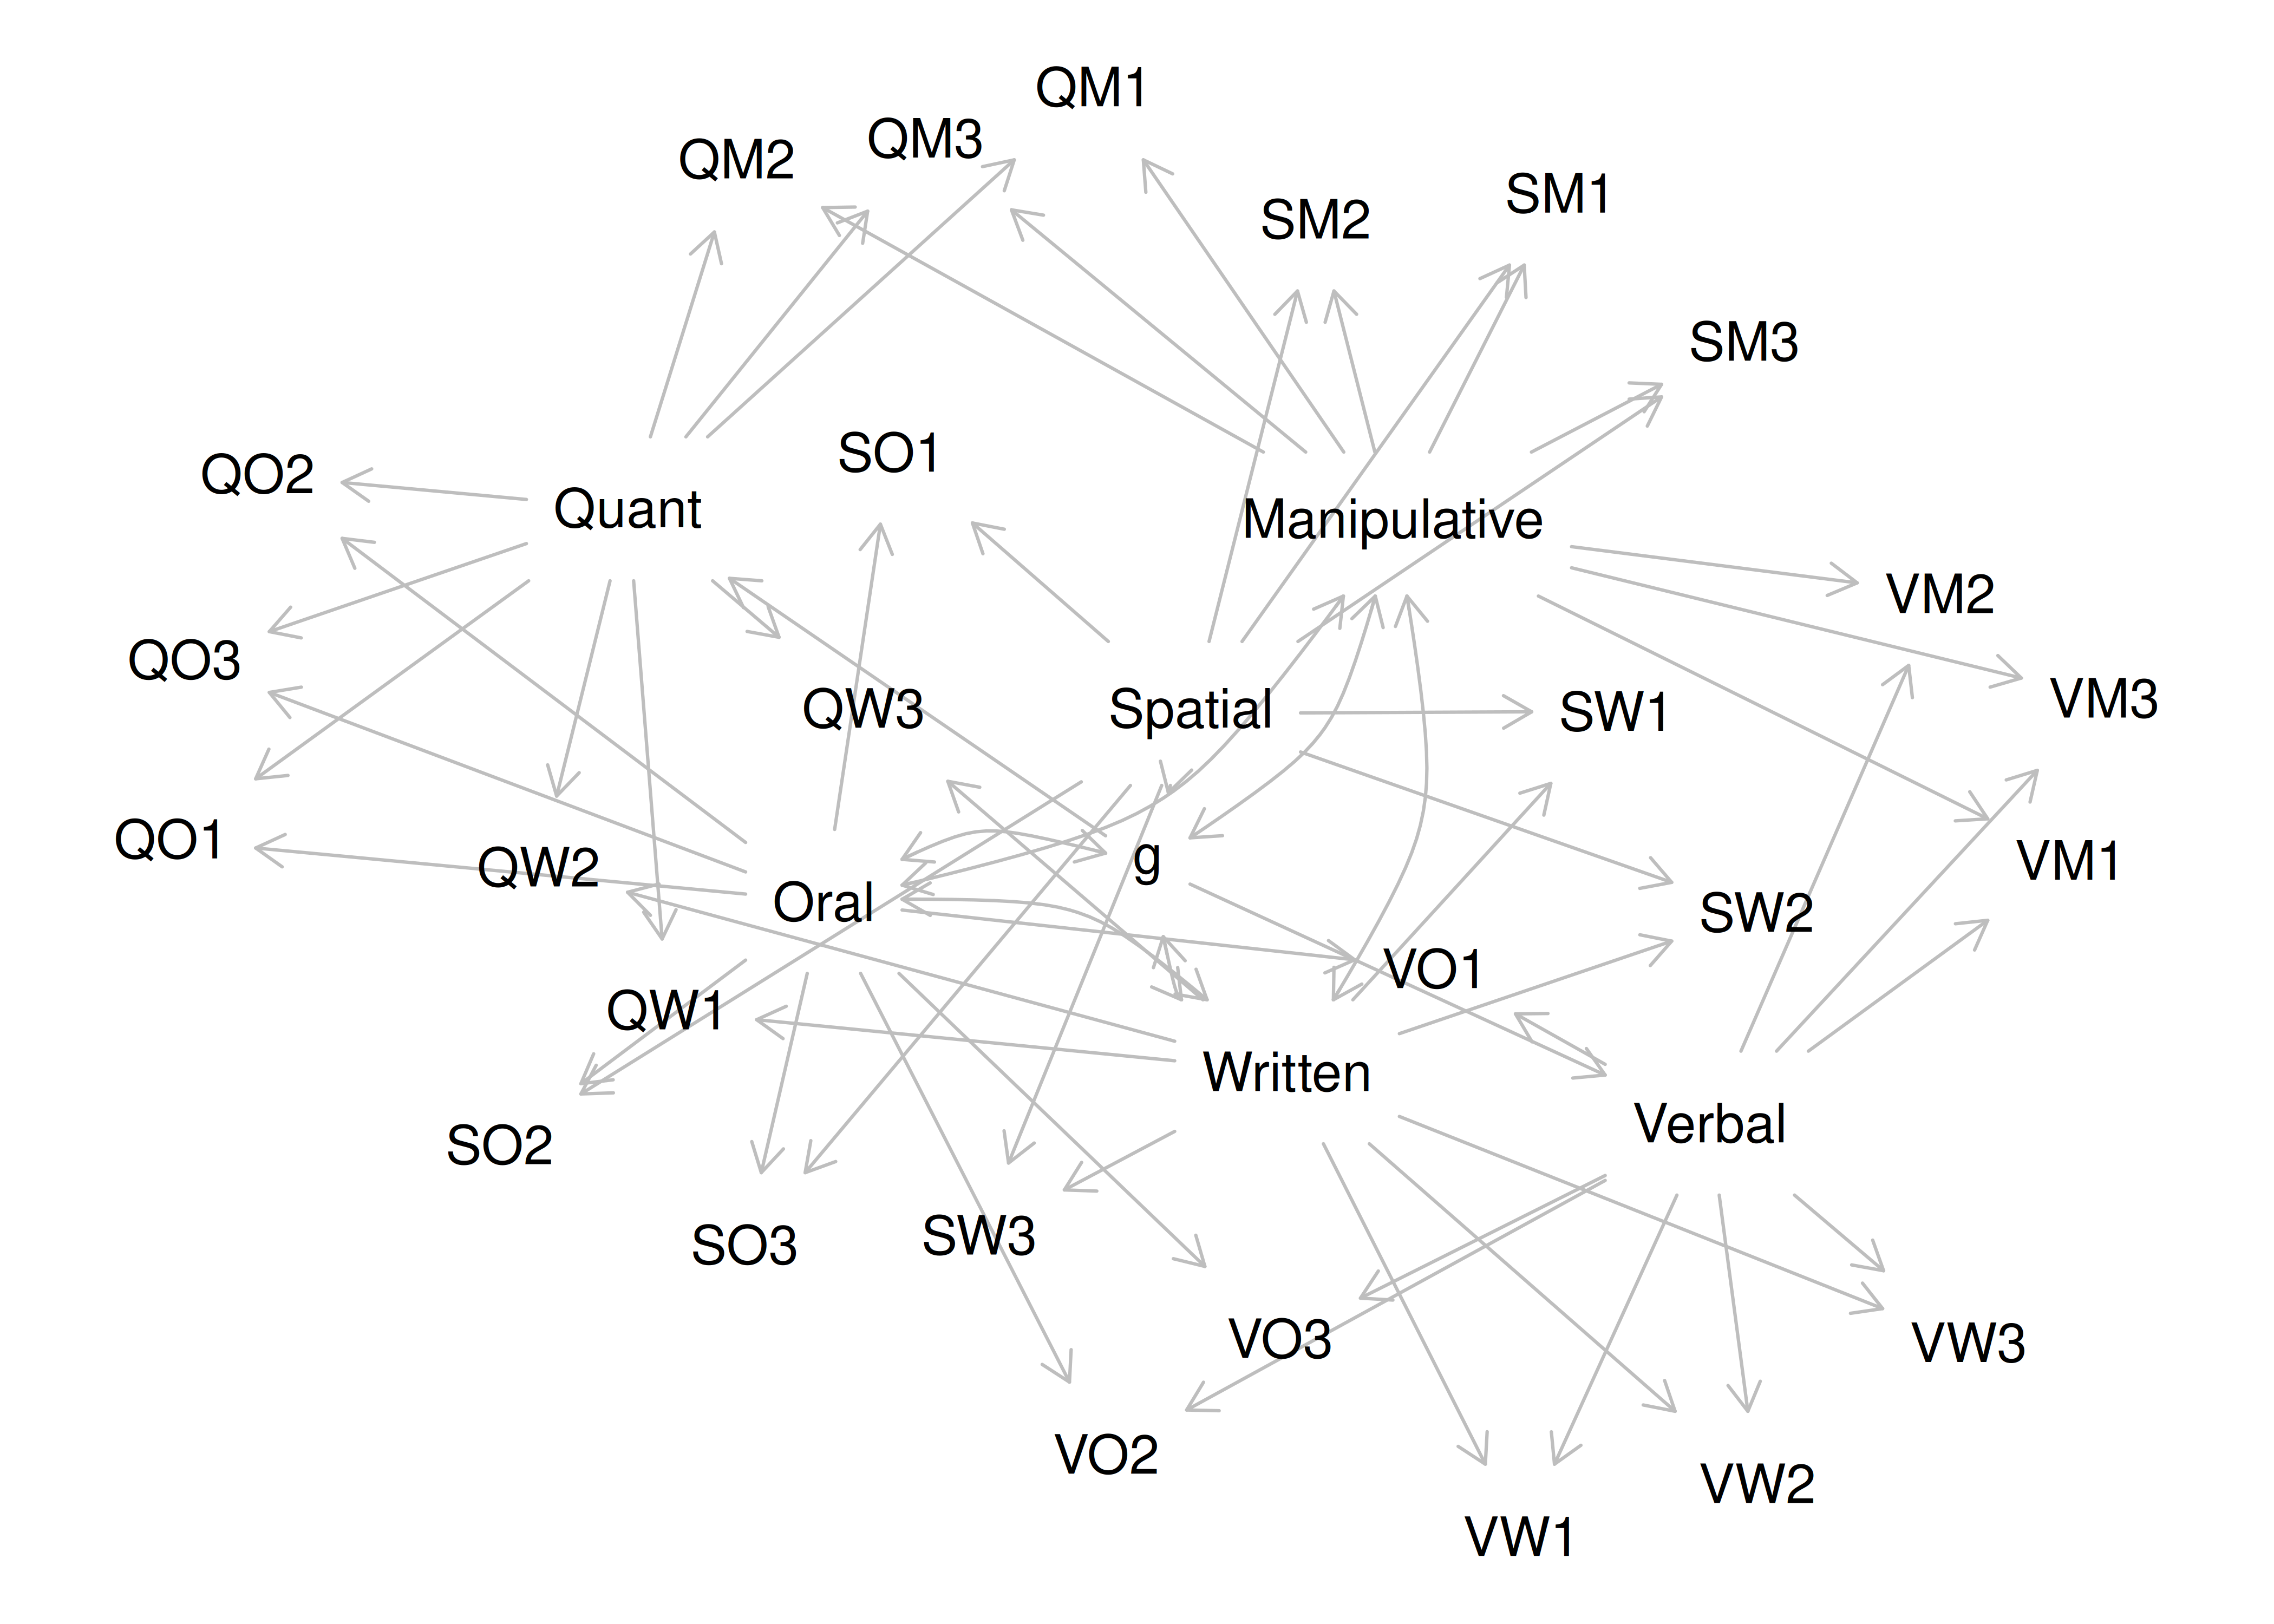 QM1
QM3
QM2
SM1
SM2
SM3
SO1
QO2
Quant
Manipulative
VM2
QO3
VM3
QW3
Spatial
SW1
QO1
QW2
g
VM1
Oral
SW2
VO1
QW1
Written
Verbal
SO2
SO3
SW3
VO3
VW3
VO2
VW2
VW1